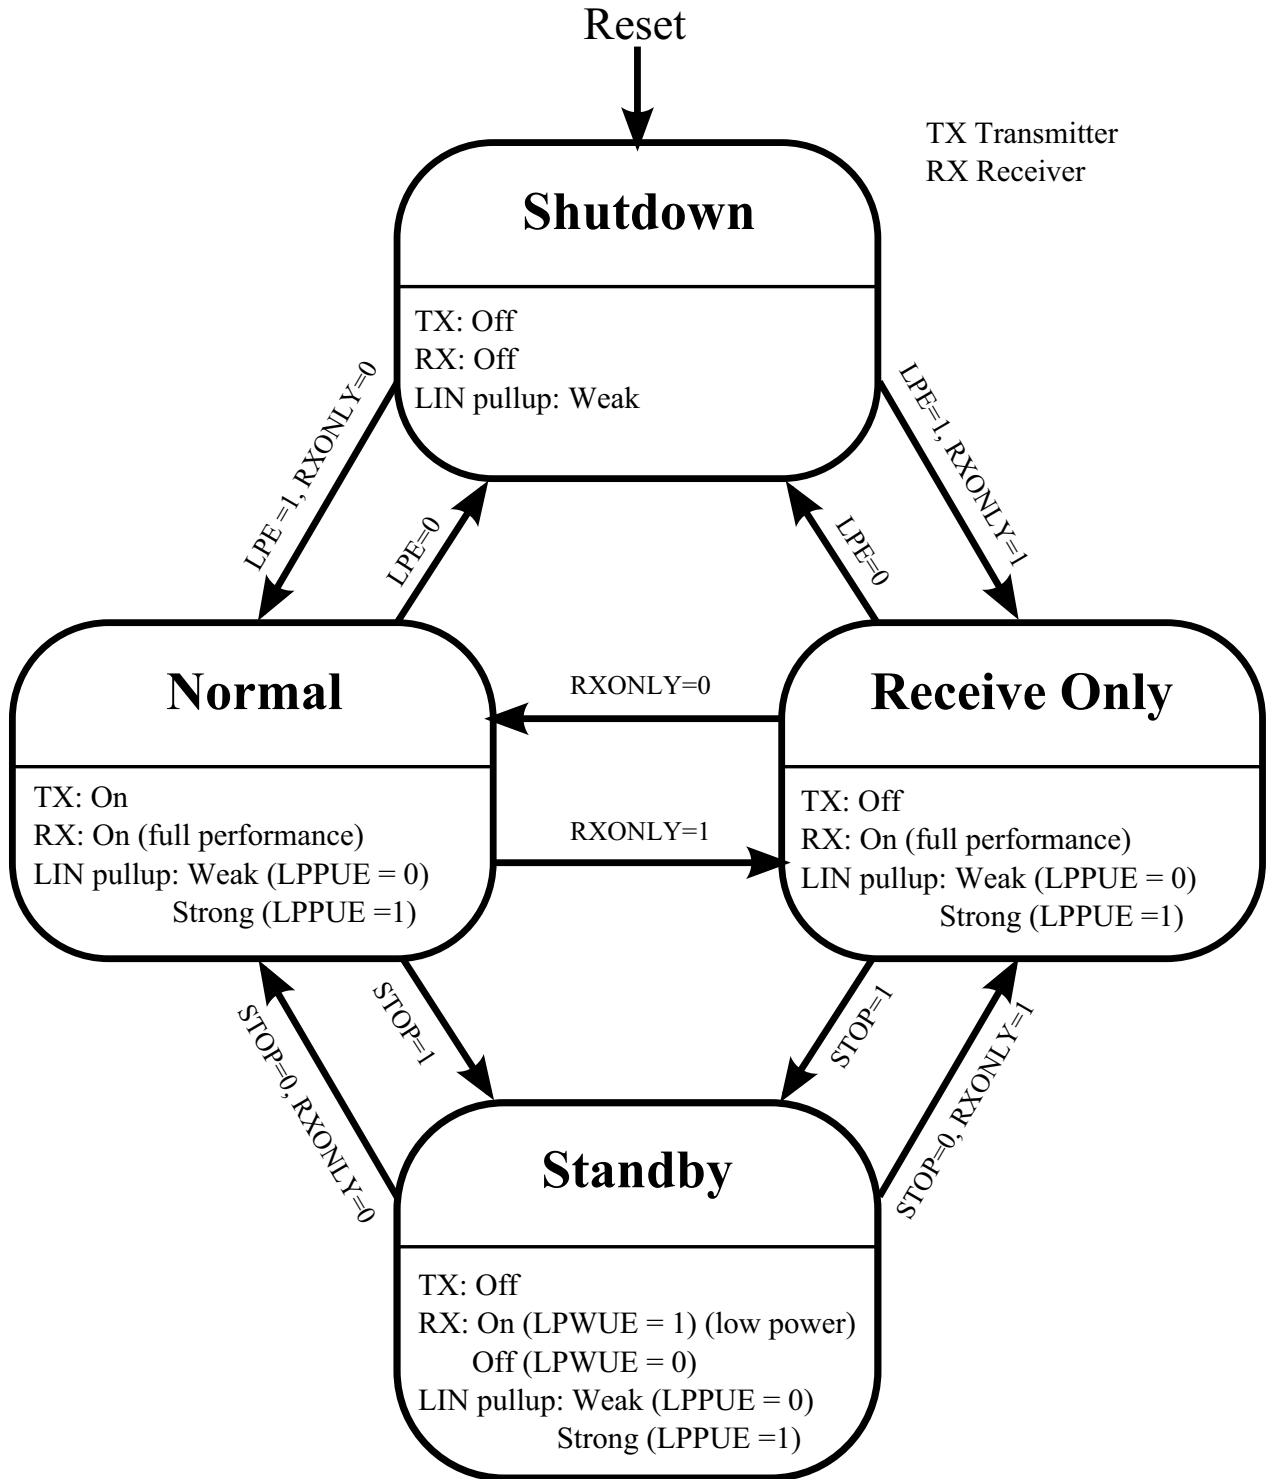 Reset
TX Transmitter
RX Receiver
Shutdown
TX: Off
RX: Off
LIN pullup: Weak
LPE =1, RXONLY=0
LPE=0
LPE=0
LPE=1, RXONLY=1
Normal
TX: On
RX: On (full performance)
LIN pullup: Weak (LPPUE = 0)
Strong (LPPUE =1)
RXONLY=0
RXONLY=1
Receive Only
TX: Off
RX: On (full performance)
LIN pullup: Weak (LPPUE = 0)
Strong (LPPUE =1)
STOP=0, RXONLY=0
STOP=1
STOP=1
STOP=0, RXONLY=1
Standby
TX: Off
RX: On (LPWUE = 1) (low power)
Off (LPWUE = 0)
LIN pullup: Weak (LPPUE = 0)
Strong (LPPUE =1)